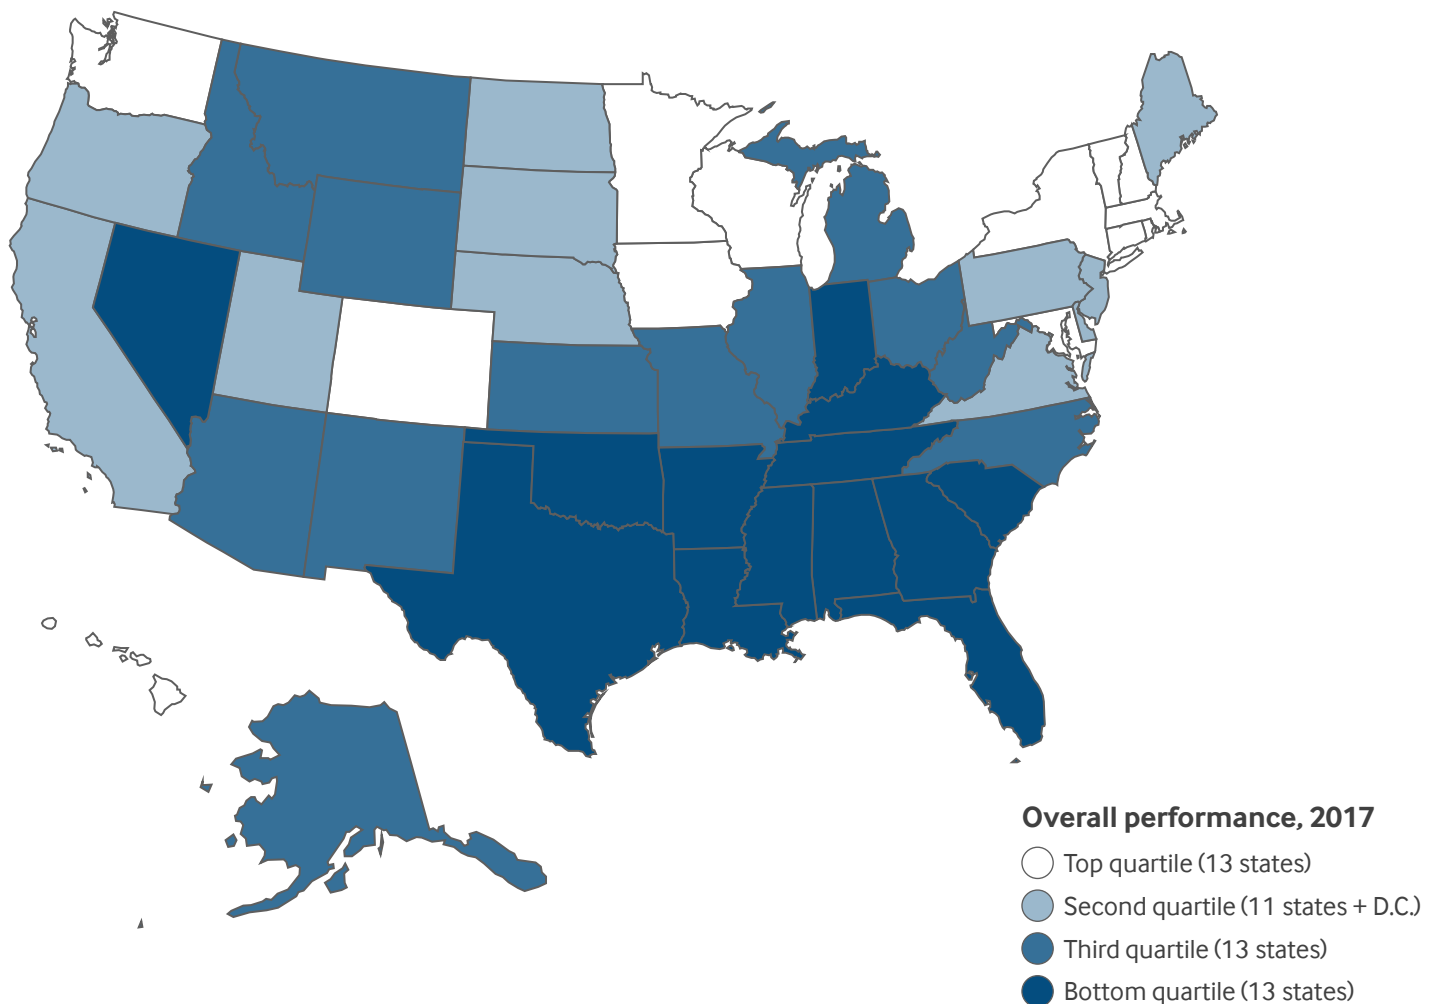 Overall performance, 2017
Top quartile (13 states)
Second quartile (11 states + D.C.)
Third quartile (13 states)
Bottom quartile (13 states)